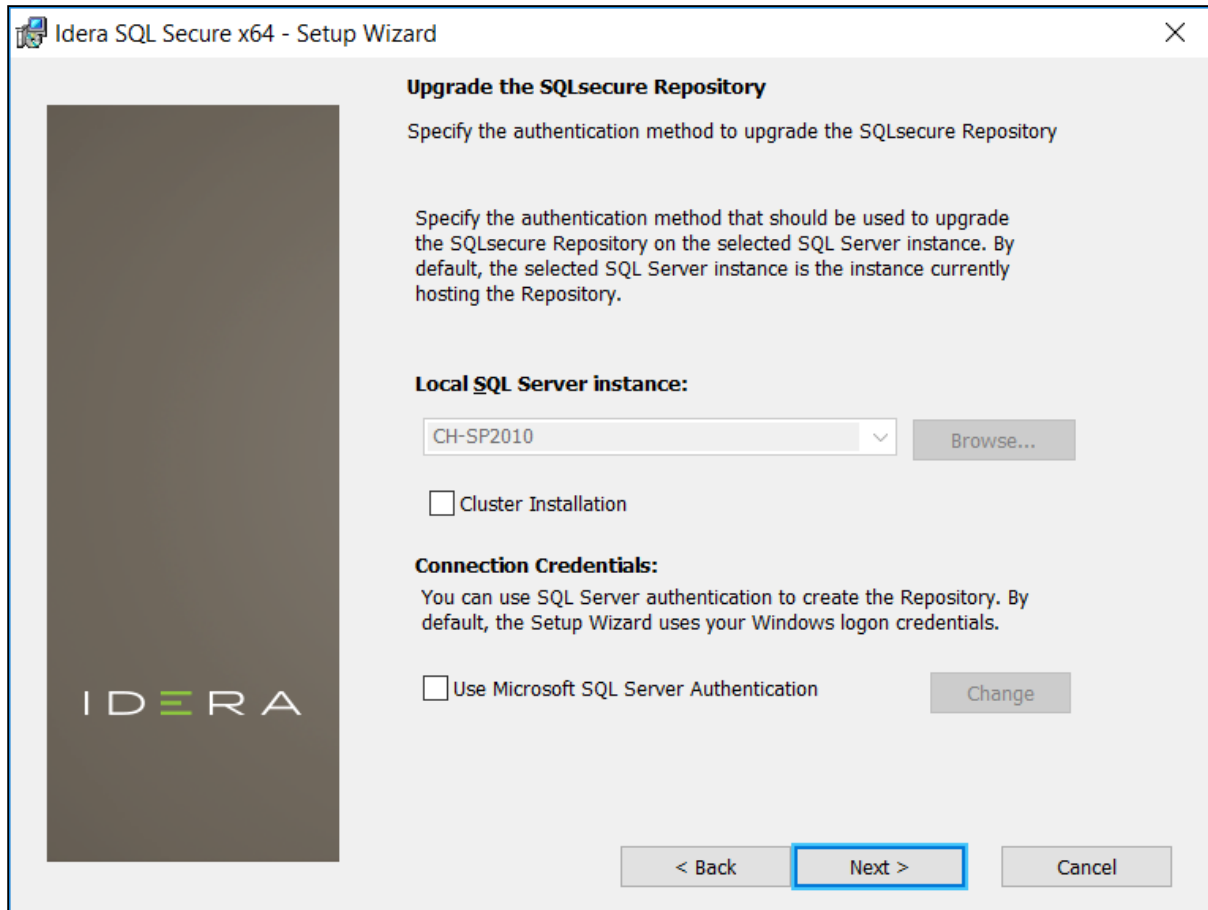 Idera SQL Secure x64 - Setup Wizard
Upgrade the SQLsecure Repository
Specify the authentication method to upgrade the SQLsecure Repository
Specify the authentication method that should be used to upgrade
the SQLsecure Repository on the selected SQL Server instance. By
default, the selected SQL Server instance is the instance currently
hosting the Repository.
Local SQL Server instance:
CH-SP2010
Browse...
Cluster Installation
Connection Credentials:
You can use SQL Server authentication to create the Repository. By
default, the Setup Wizard uses your Windows logon credentials.
Use Microsoft SQL Server Authentication
Change
IDERA
< Back
Next >
Cancel